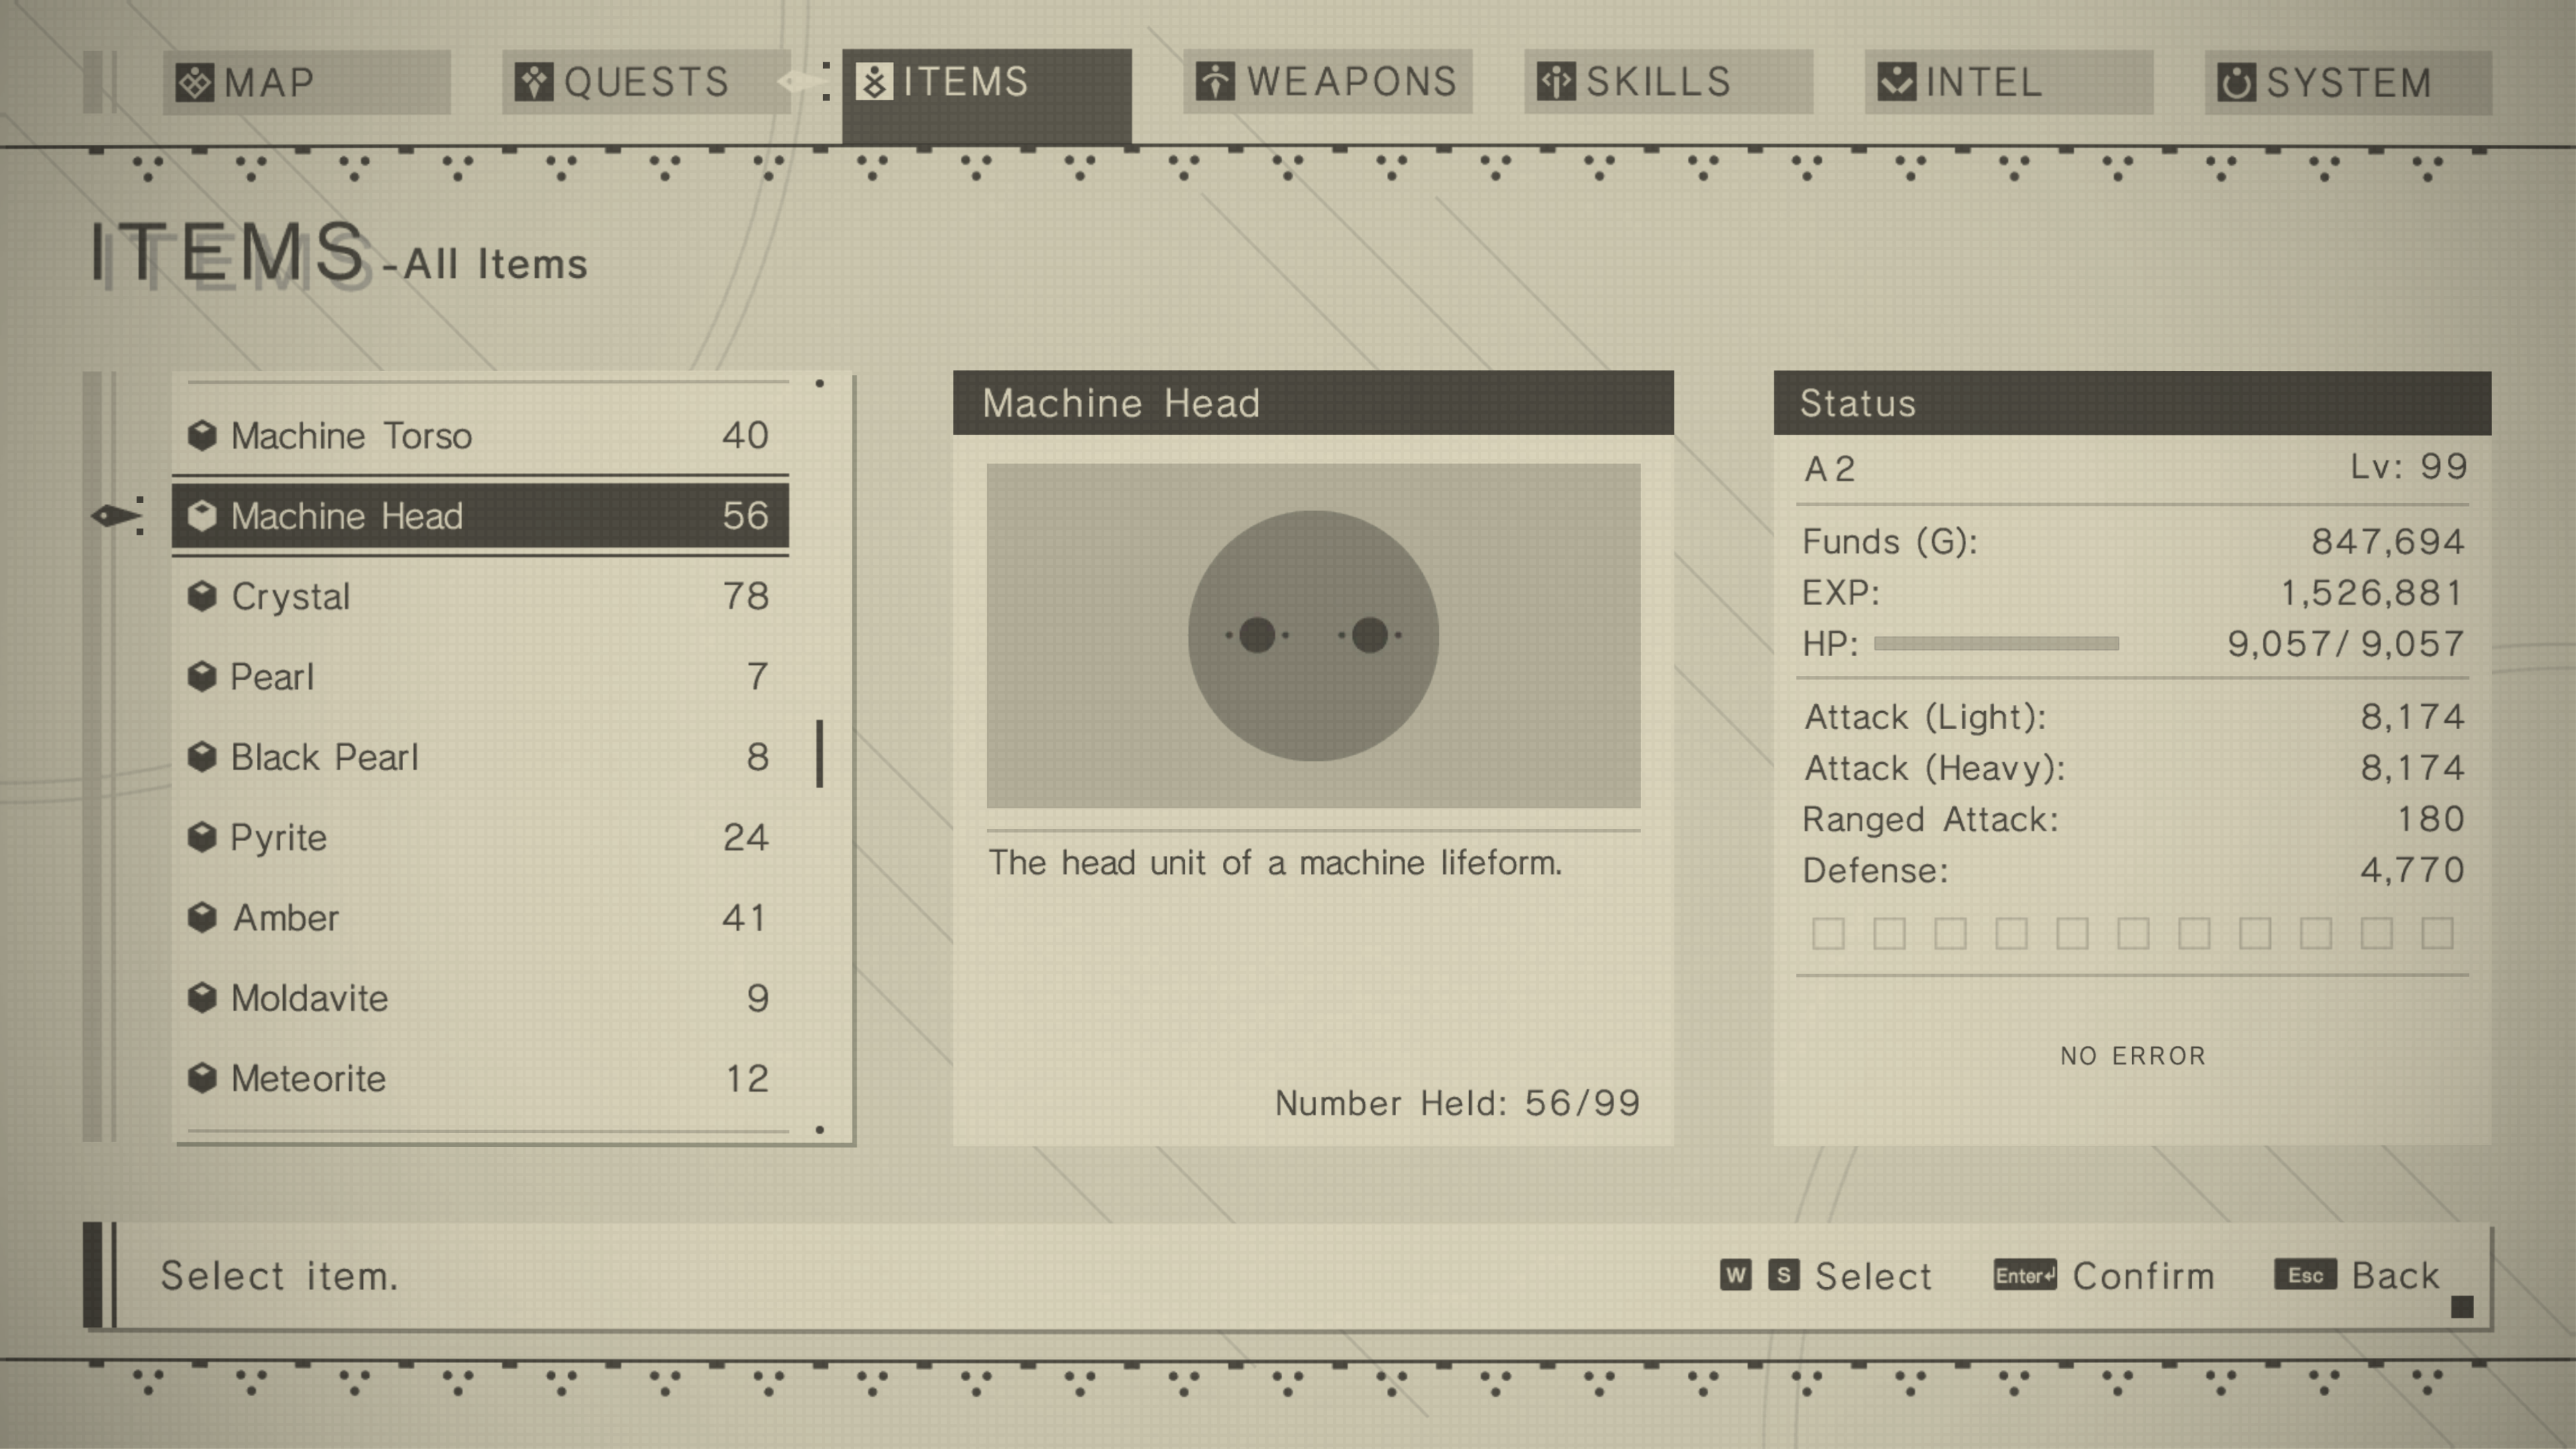 MAP
QUESTS
ITEMS
WEAPONS
SKILLS
INTEL
SYSTEM
ITEMS -All Items
Machine Torso 40
Machine Head 56
Crystal 78
Pearl 7
Black Pearl 8
Pyrite 24
Amber 41
Moldavite 9
Meteorite 12
Machine Head
The head unit of a machine lifeform.
Number Held: 56/99
Status
A2 Lv: 99
Funds (G): 847,694
EXP: 1,526,881
HP: 9,057/ 9,057
Attack (Light): 8,174
Attack (Heavy): 8,174
Ranged Attack: 180
Defense: 4,770
NO ERROR
Select item.
W S Select Enter↵ Confirm Esc Back